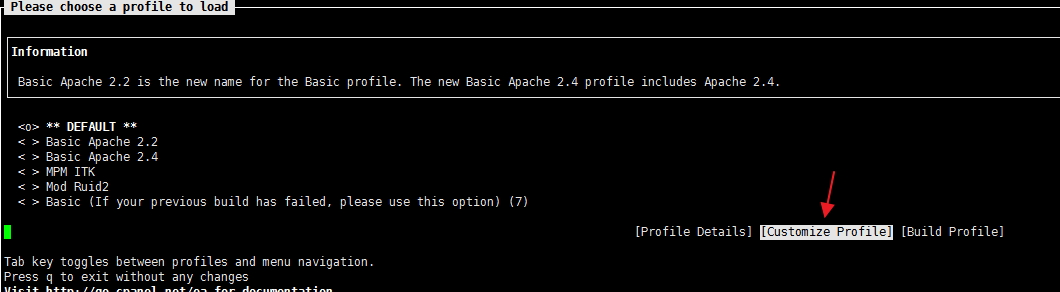 Please choose a profile to load
Information
Basic Apache 2.2 is the new name for the Basic profile. The new Basic Apache 2.4 profile includes Apache 2.4.
<o> ** DEFAULT **
< > Basic Apache 2.2
< > Basic Apache 2.4
< > MPM ITK
< > Mod Ruid2
< > Basic (If your previous build has failed, please use this option) (7)
[Profile Details] [Customize Profile] [Build Profile]
Tab key toggles between profiles and menu navigation.
Press q to exit without any changes
Visit http://go.cpanel.net/ea for documentation